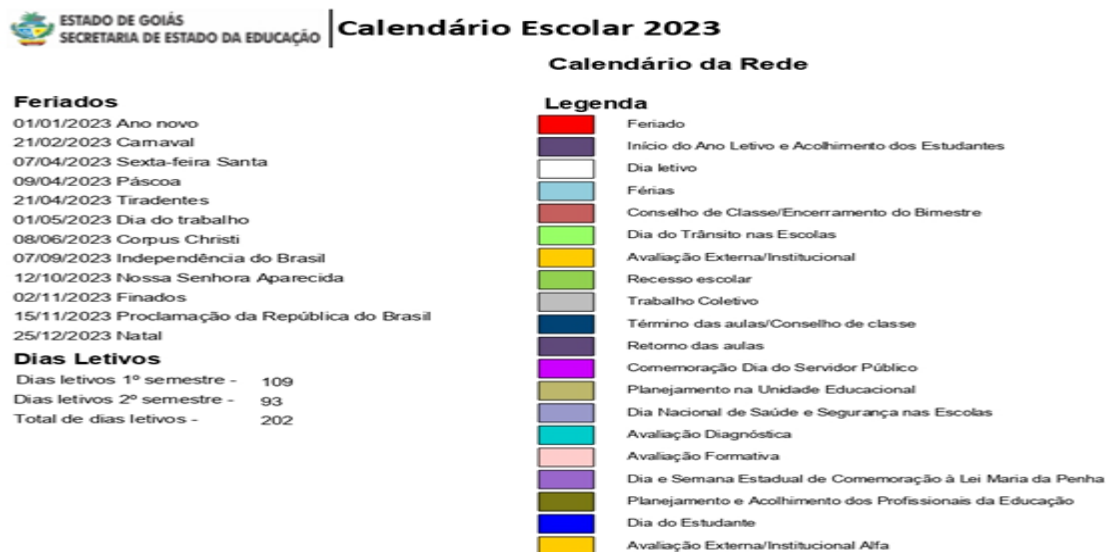 ESTADO DE GOIÁS
SECRETARIA DE ESTADO DA EDUCAÇÃO
Calendário Escolar 2023
Calendário da Rede
Feriados
01/01/2023 Ano novo
21/02/2023 Carnaval
07/04/2023 Sexta-feira Santa
09/04/2023 Páscoa
21/04/2023 Tiradentes
01/05/2023 Dia do trabalho
08/06/2023 Corpus Christi
07/09/2023 Independência do Brasil
12/10/2023 Nossa Senhora Aparecida
02/11/2023 Finados
15/11/2023 Proclamação da República do Brasil
25/12/2023 Natal
Dias Letivos
Dias letivos 1º semestre - 109
Dias letivos 2º semestre - 93
Total de dias letivos - 202
Legenda
Feriado
Início do Ano Letivo e Acolhimento dos Estudantes
Dia letivo
Férias
Conselho de Classe/Encerramento do Bimestre
Dia do Trânsito nas Escolas
Avaliação Externa/Institucional
Recesso escolar
Trabalho Coletivo
Término das aulas/Conselho de classe
Retorno das aulas
Comemoração Dia do Servidor Público
Planejamento na Unidade Educacional
Dia Nacional de Saúde e Segurança nas Escolas
Avaliação Diagnóstica
Avaliação Formativa
Dia e Semana Estadual de Comemoração à Lei Maria da Penha
Planejamento e Acolhimento dos Profissionais da Educação
Dia do Estudante
Avaliação Externa/Institucional Alfa